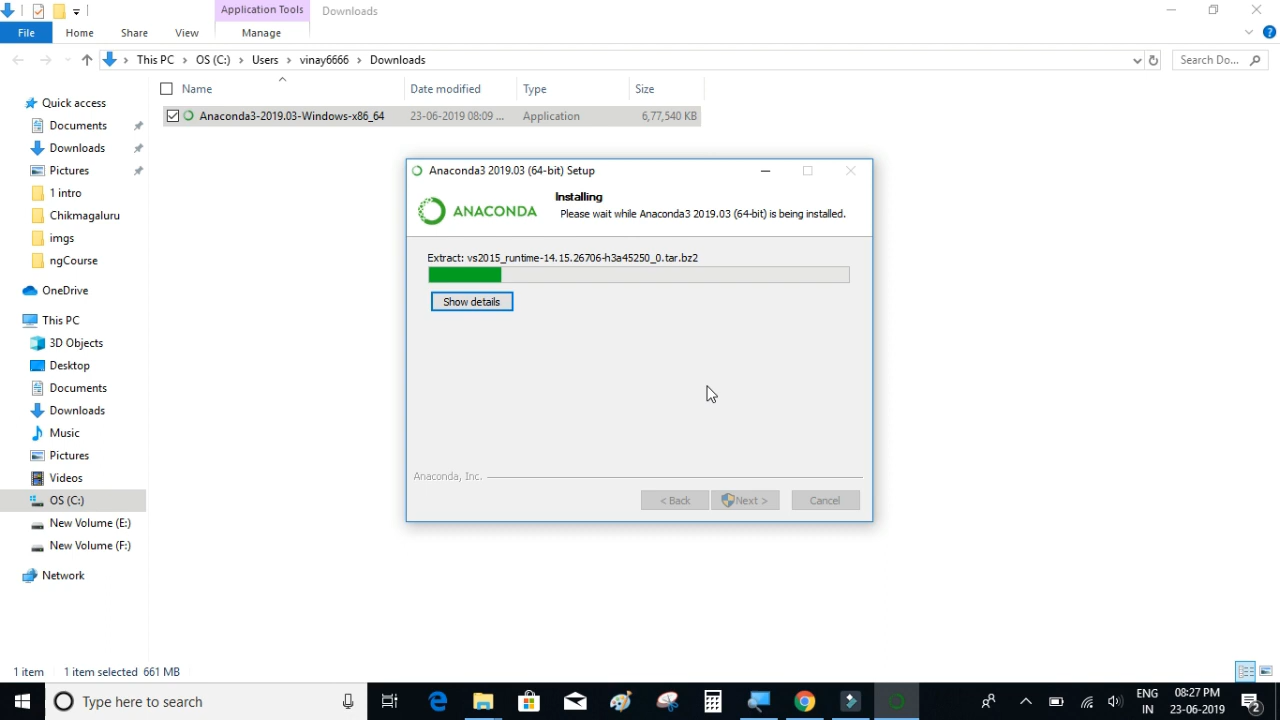 Application Tools
Downloads
File
Home
Share
View
Manage
This PC
OS (C:)
Users
vinay6666
Downloads
Search Do...
Name
Date modified
Type
Size
Anaconda3-2019.03-Windows-x86_64
23-06-2019 08:09 ...
Application
6,77,540 KB
Quick access
Documents
Downloads
Pictures
1 intro
Chikmagaluru
imgs
ngCourse
OneDrive
This PC
3D Objects
Desktop
Documents
Downloads
Music
Pictures
Videos
OS (C:)
New Volume (E:)
New Volume (F:)
Network
Anaconda3 2019.03 (64-bit) Setup
ANACONDA
Installing
Please wait while Anaconda3 2019.03 (64-bit) is being installed.
Extract: vs2015_runtime-14.15.26706-h3a45250_0.tar.bz2
Show details
Anaconda, Inc.
< Back
Next >
Cancel
1 item
1 item selected 661 MB
Type here to search
ENG
IN
08:27 PM
23-06-2019
2